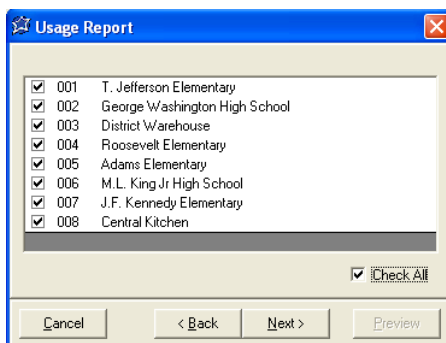 Usage Report
001 T. Jefferson Elementary
002 George Washington High School
003 District Warehouse
004 Roosevelt Elementary
005 Adams Elementary
006 M.L. King Jr High School
007 J.F. Kennedy Elementary
008 Central Kitchen
Check All
Cancel < Back Next > Preview